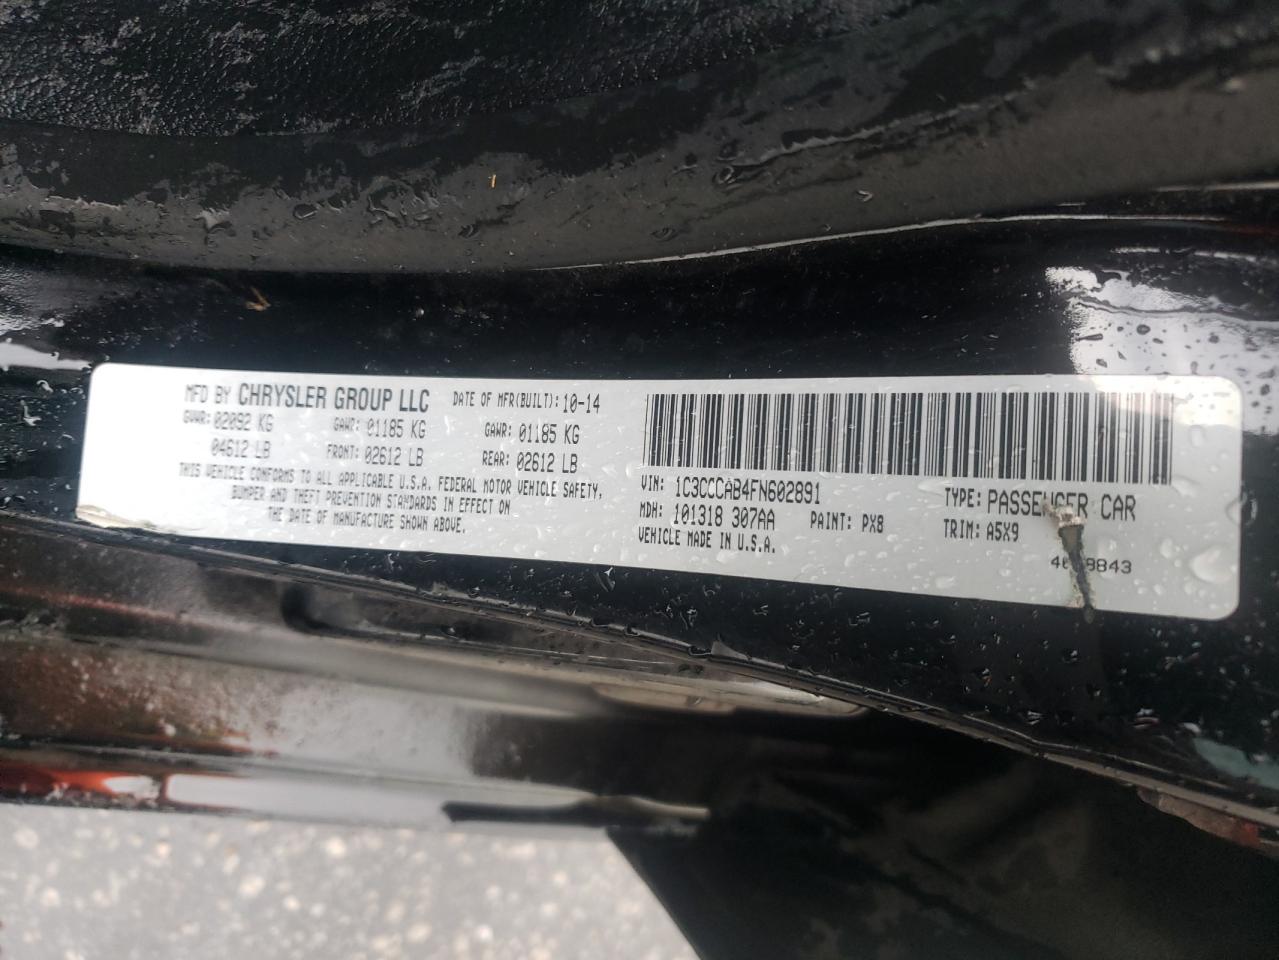 MFD BY CHRYSLER GROUP LLC DATE OF MFR(BUILT): 10-14
GVWR: 02092 KG GAWR: 01185 KG GAWR: 01185 KG
04612 LB FRONT: 02612 LB REAR: 02612 LB
THIS VEHICLE CONFORMS TO ALL APPLICABLE U.S.A. FEDERAL MOTOR VEHICLE SAFETY,
BUMPER AND THEFT PREVENTION STANDARDS IN EFFECT ON
THE DATE OF MANUFACTURE SHOWN ABOVE.
VIN: 1C3CCCAB4FN602891 TYPE: PASSENGER CAR
MDH: 101318 307AA PAINT: PX8 TRIM: A5X9
VEHICLE MADE IN U.S.A.